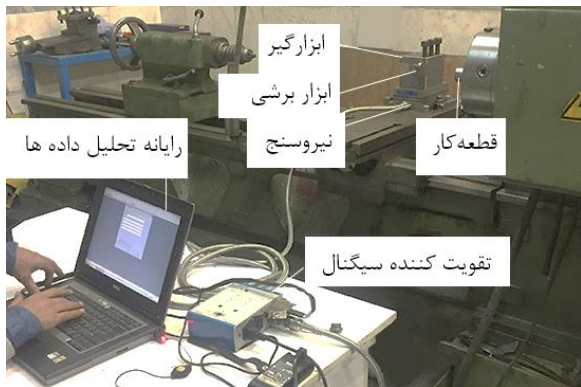 ابزارگیر
ابزار برشی
نیروسنج
قطعه‌کار
رایانه تحلیل داده ها
تقویت کننده سیگنال